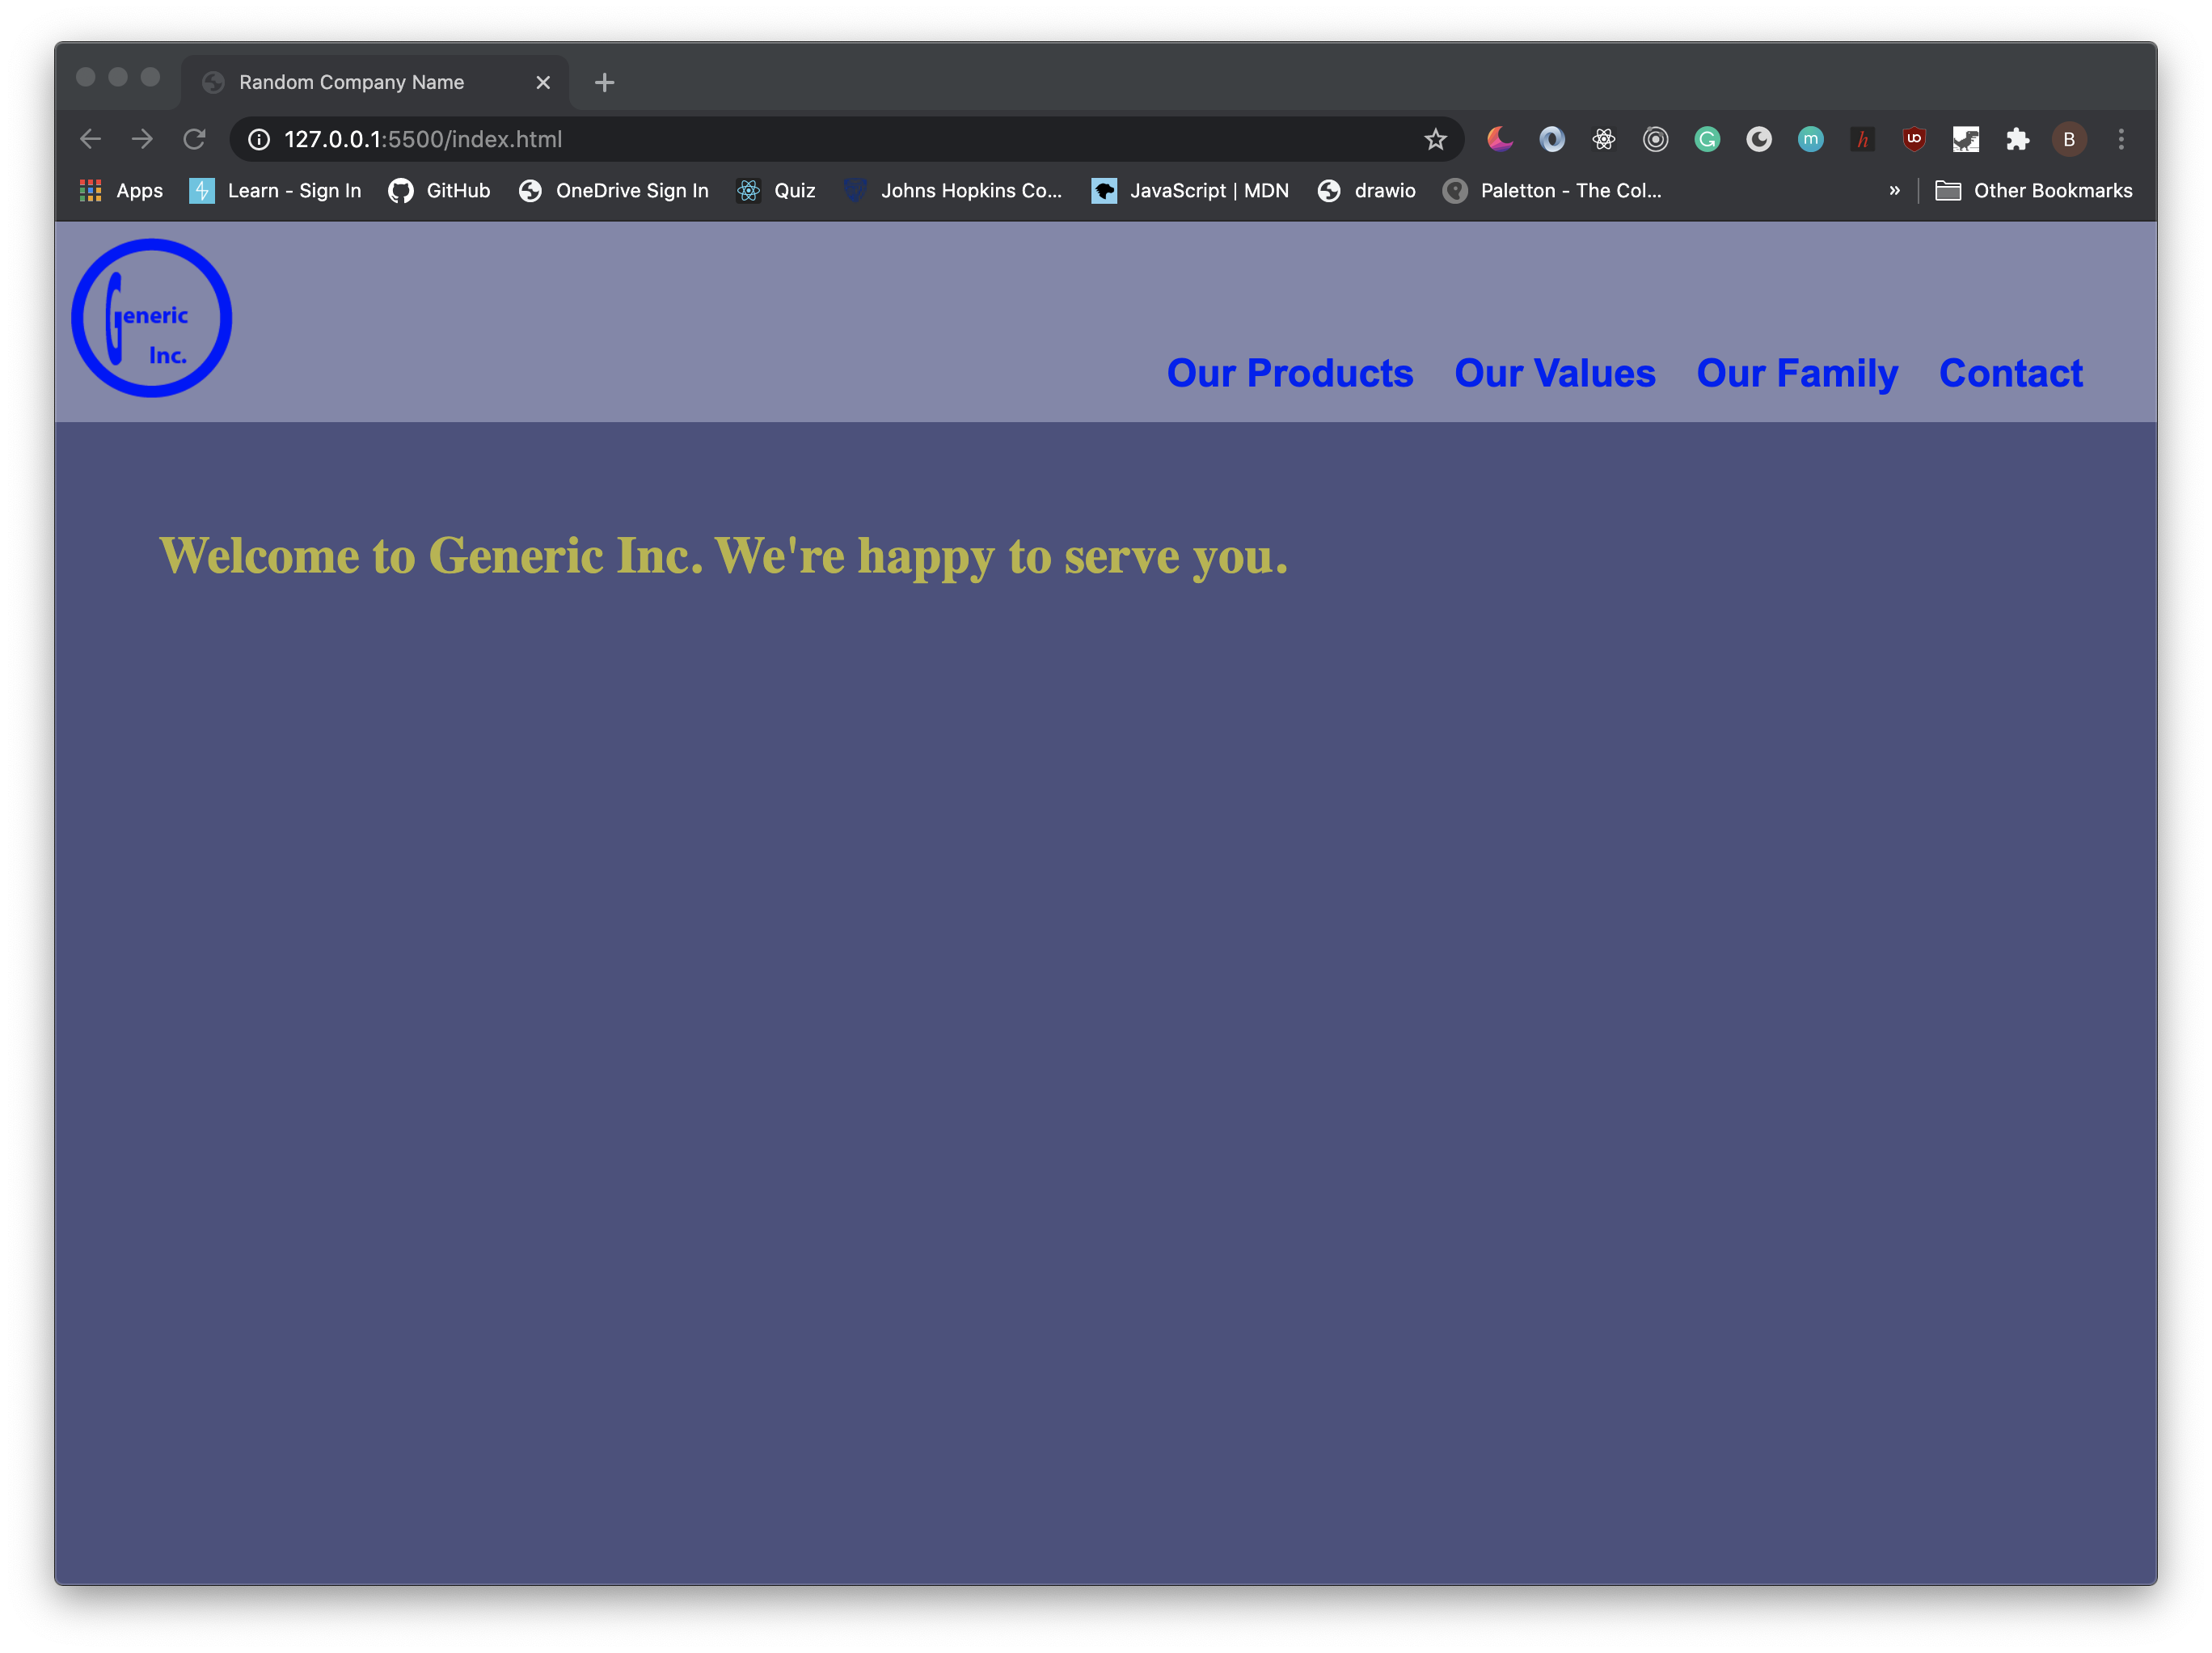 Random Company Name
127.0.0.1:5500/index.html
m h UD B
Apps Learn - Sign In GitHub OneDrive Sign In Quiz Johns Hopkins Co... JavaScript | MDN drawio Paletton - The Col... » Other Bookmarks
Generic
Inc.
Our Products Our Values Our Family Contact
Welcome to Generic Inc. We're happy to serve you.